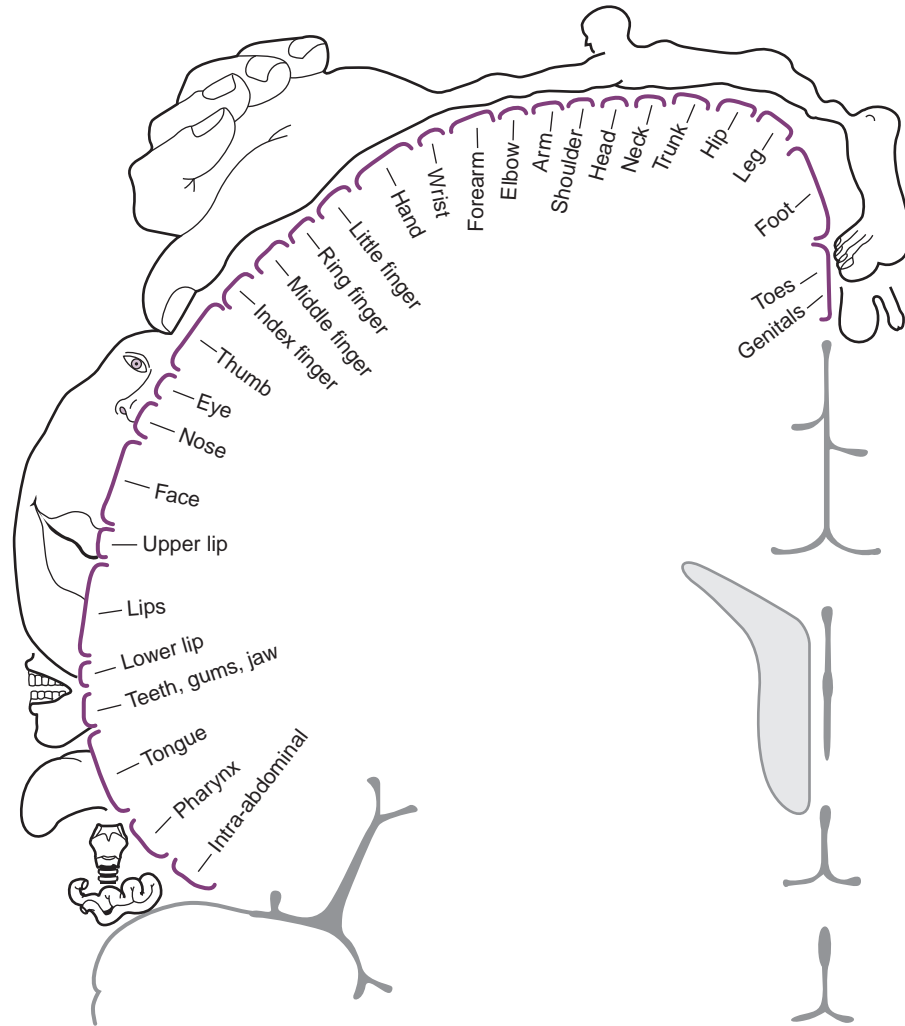 Genitals
Toes
Foot
Leg
Hip
Trunk
Neck
Head
Shoulder
Arm
Elbow
Forearm
Wrist
Hand
Little finger
Ring finger
Middle finger
Index finger
Thumb
Eye
Nose
Face
Upper lip
Lips
Lower lip
Teeth, gums, jaw
Tongue
Pharynx
Intra-abdominal